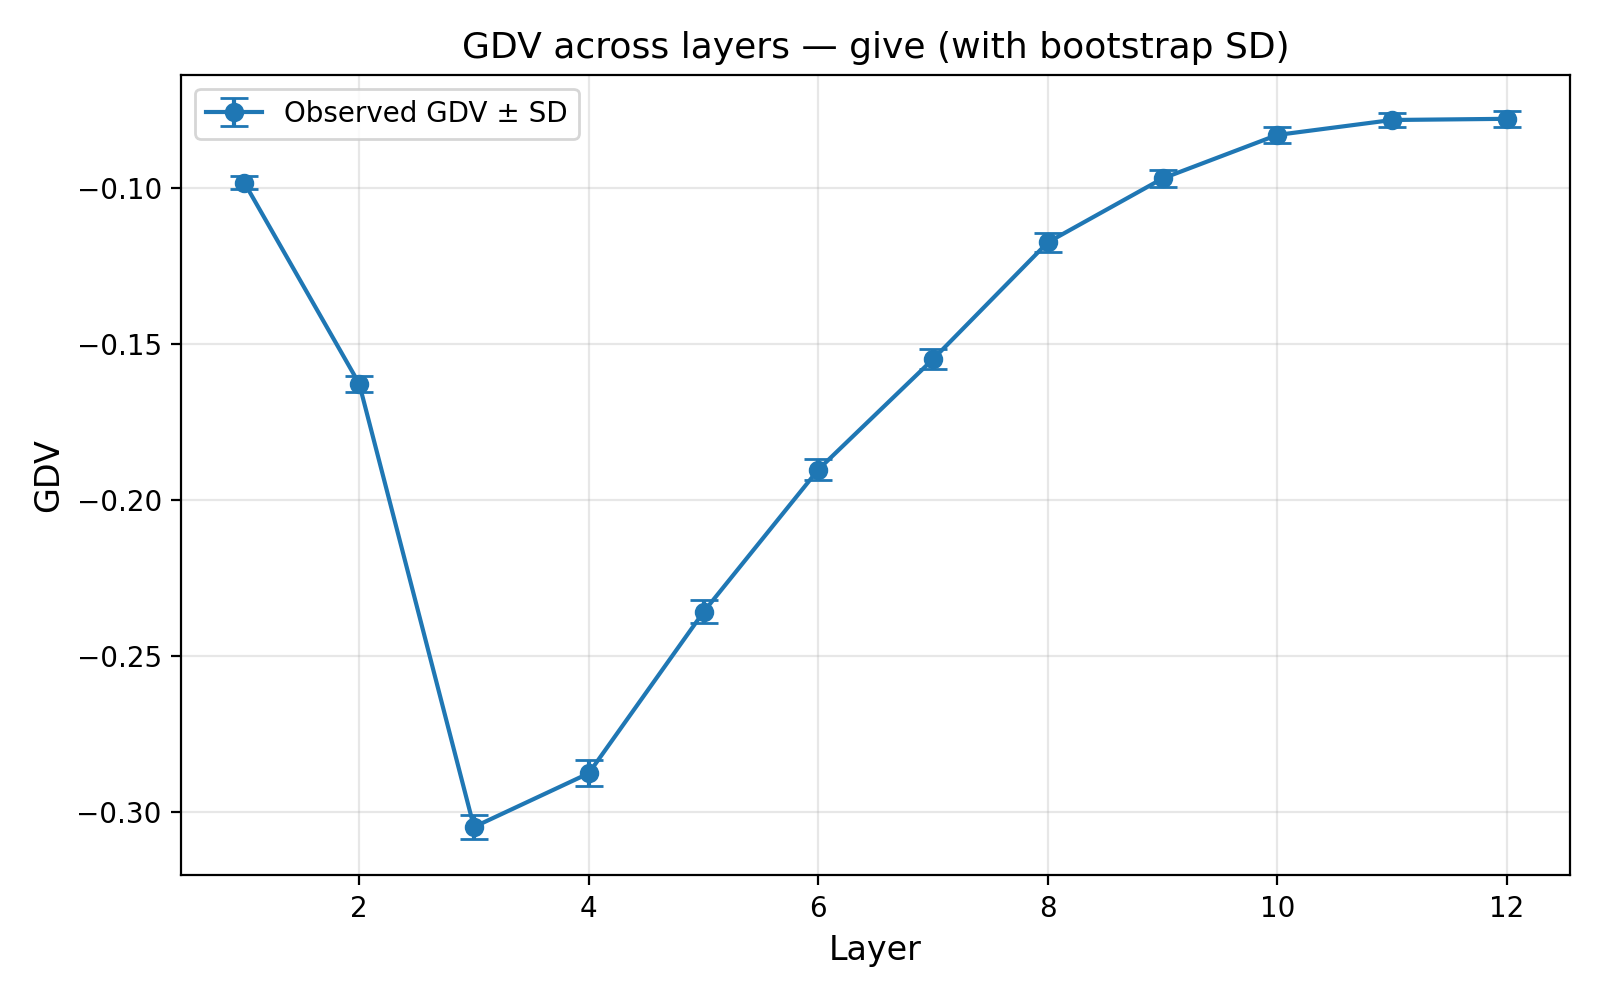 GDV across layers — give (with bootstrap SD)
Observed GDV ± SD
−0.10
−0.15
−0.20
−0.25
−0.30
GDV
2 4 6 8 10 12
Layer